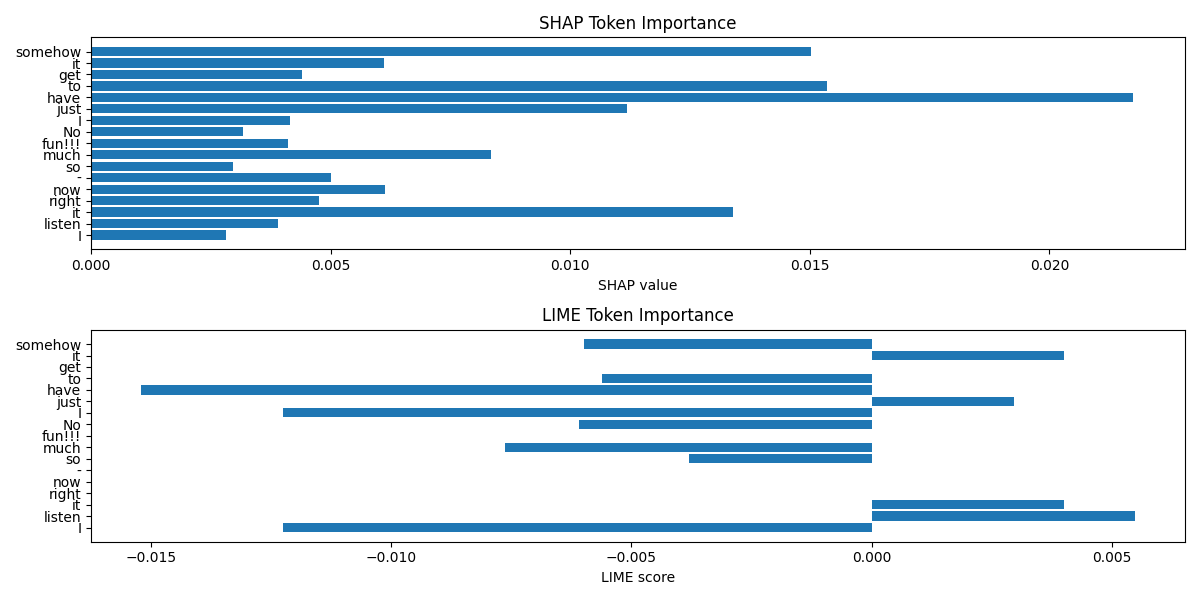 SHAP Token Importance
somehow
it
get
to
have
just
I
No
fun!!!
much
so
-
now
right
it
listen
I
0.000 0.005 0.010 0.015 0.020
SHAP value
LIME Token Importance
somehow
it
get
to
have
just
I
No
fun!!!
much
so
-
now
right
it
listen
I
−0.015 −0.010 −0.005 0.000 0.005
LIME score